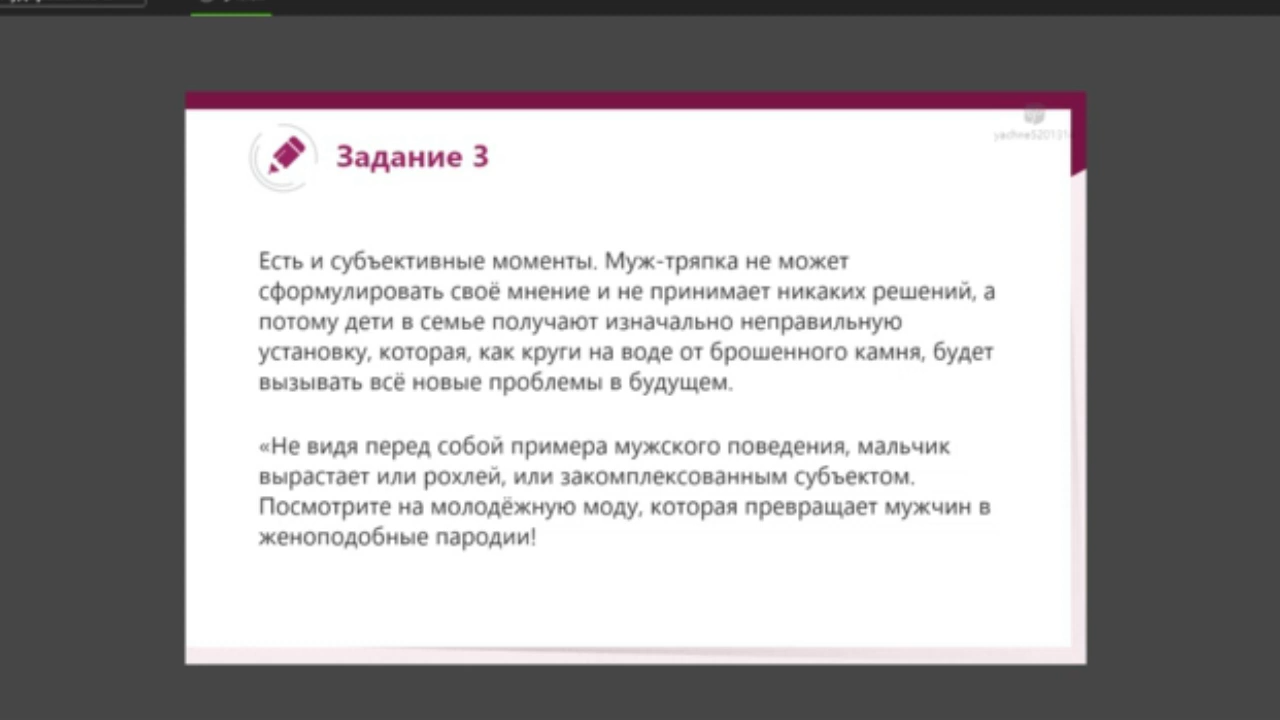 Задание 3
Есть и субъективные моменты. Муж-тряпка не может
сформулировать своё мнение и не принимает никаких решений, а
потому дети в семье получают изначально неправильную
установку, которая, как круги на воде от брошенного камня, будет
вызывать всё новые проблемы в будущем.
«Не видя перед собой примера мужского поведения, мальчик
вырастает или рохлей, или закомплексованным субъектом.
Посмотрите на молодёжную моду, которая превращает мужчин в
женоподобные пародии!